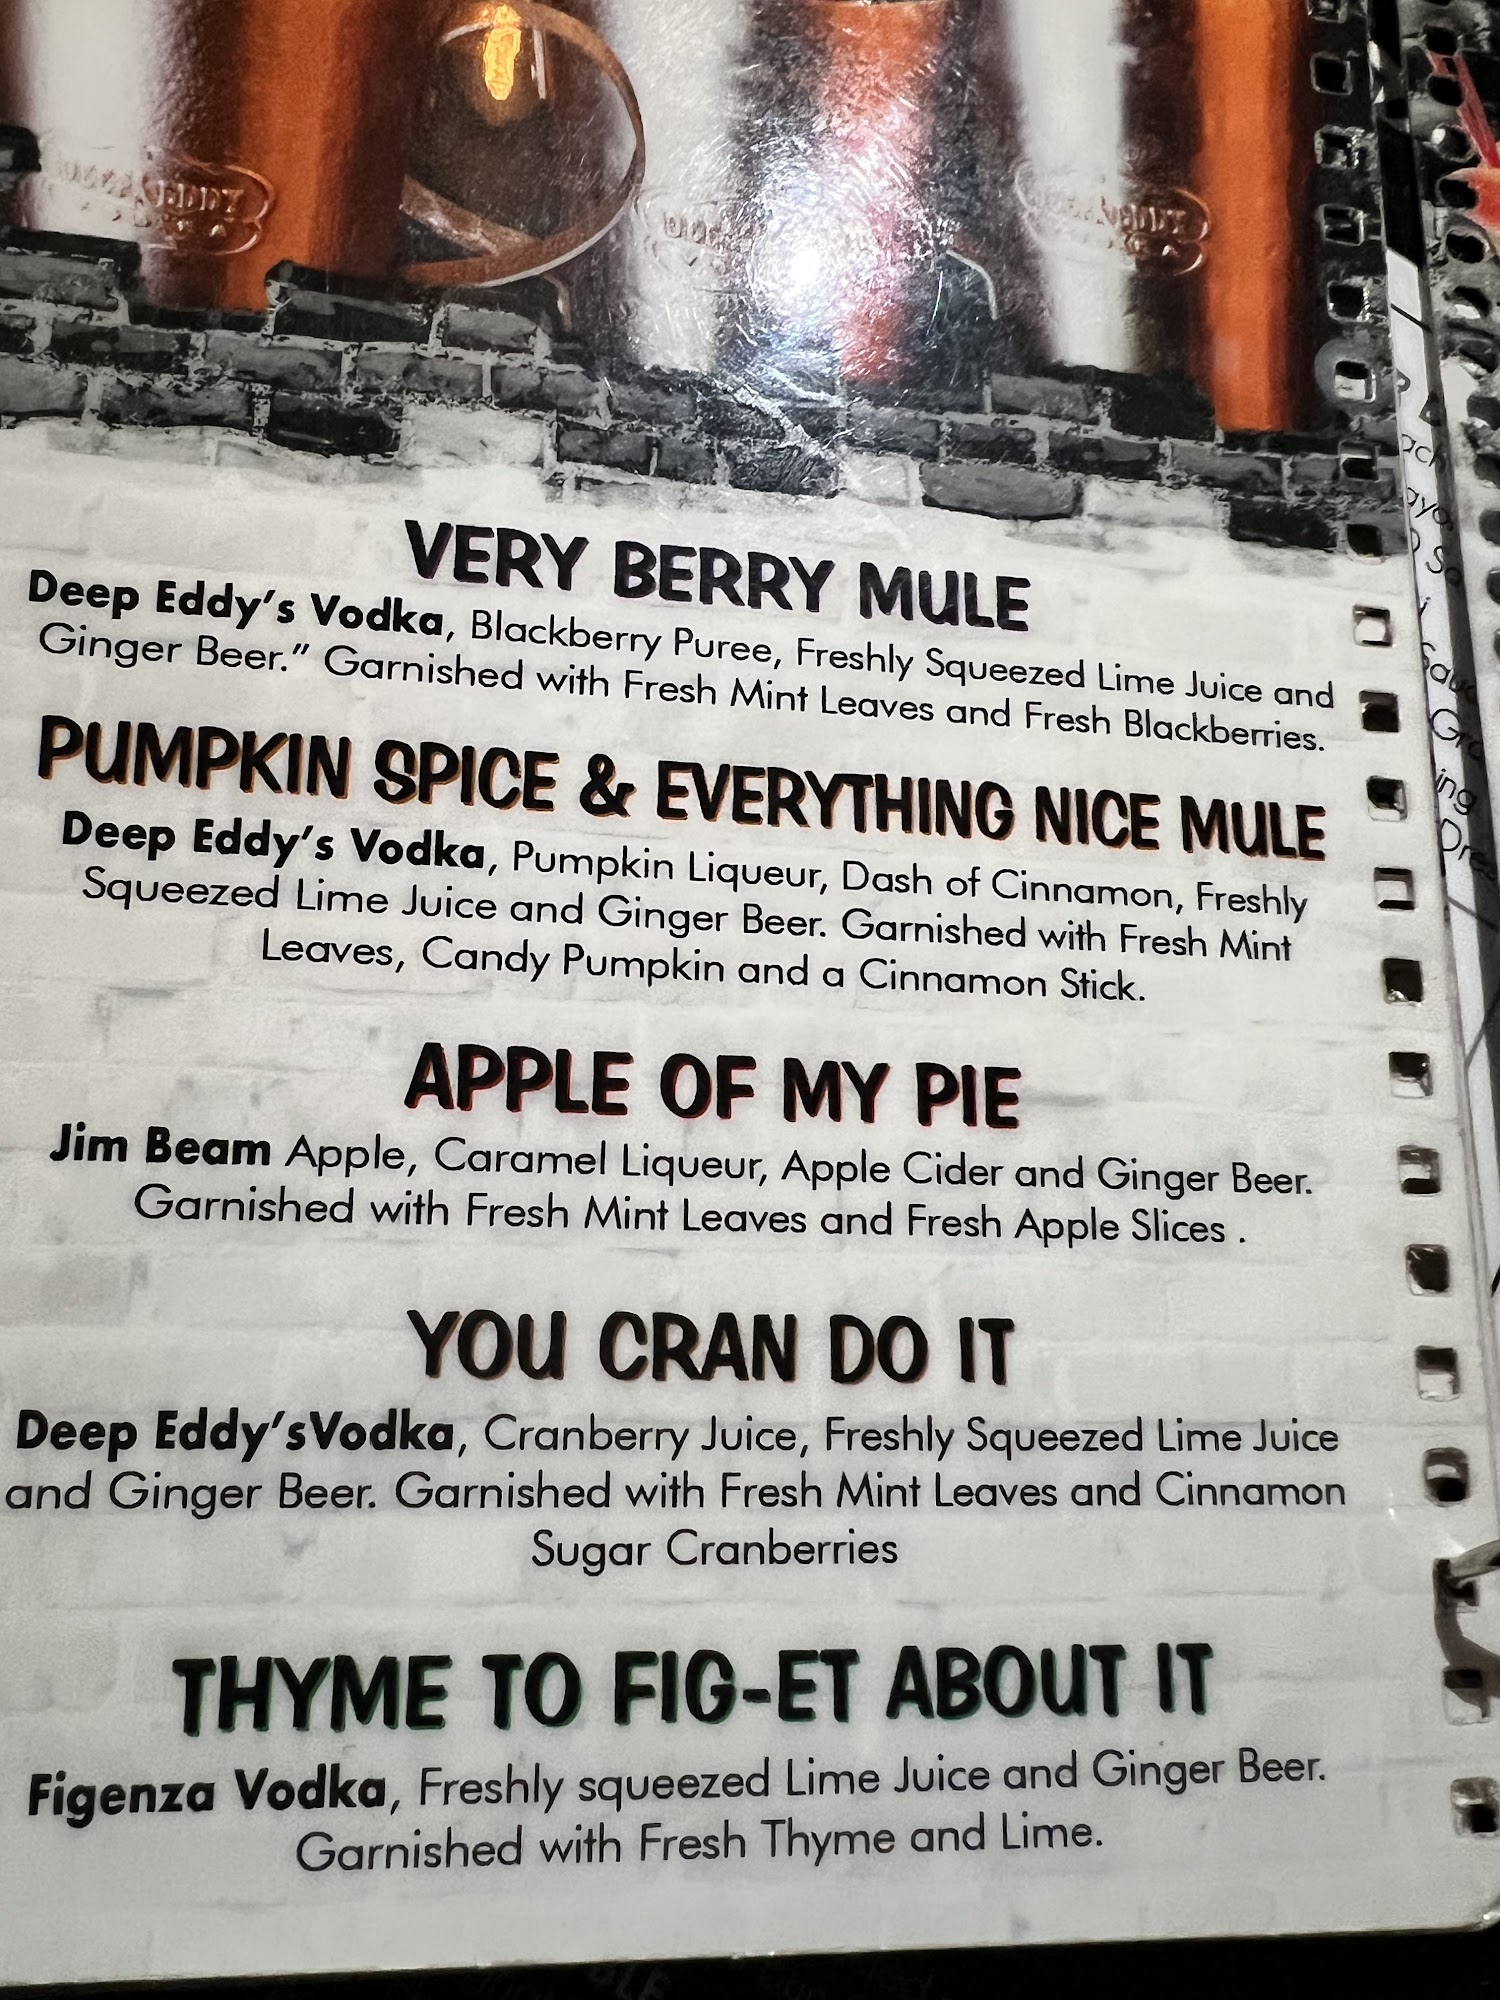 VERY BERRY MULE
Deep Eddy's Vodka, Blackberry Puree, Freshly Squeezed Lime Juice and
Ginger Beer.” Garnished with Fresh Mint Leaves and Fresh Blackberries.
PUMPKIN SPICE & EVERYTHING NICE MULE
Deep Eddy's Vodka, Pumpkin Liqueur, Dash of Cinnamon, Freshly
Squeezed Lime Juice and Ginger Beer. Garnished with Fresh Mint
Leaves, Candy Pumpkin and a Cinnamon Stick.
APPLE OF MY PIE
Jim Beam Apple, Caramel Liqueur, Apple Cider and Ginger Beer.
Garnished with Fresh Mint Leaves and Fresh Apple Slices .
YOU CRAN DO IT
Deep Eddy'sVodka, Cranberry Juice, Freshly Squeezed Lime Juice
and Ginger Beer. Garnished with Fresh Mint Leaves and Cinnamon
Sugar Cranberries
THYME TO FIG-ET ABOUT IT
Figenza Vodka, Freshly squeezed Lime Juice and Ginger Beer.
Garnished with Fresh Thyme and Lime.